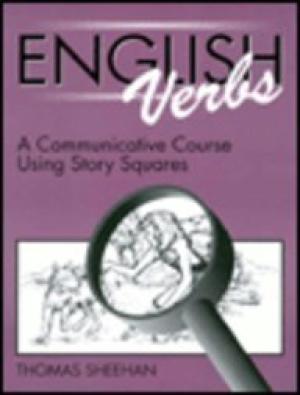 ENGLISH
Verbs
A Communicative Course
Using Story Squares
THOMAS SHEEHAN